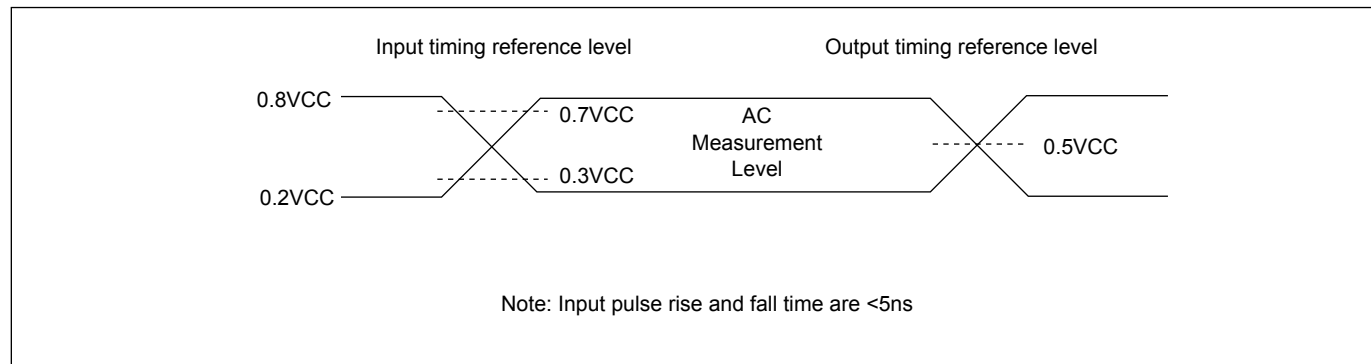 Input timing reference level
Output timing reference level
0.8VCC
0.7VCC
AC
Measurement
Level
0.5VCC
0.3VCC
0.2VCC
Note: Input pulse rise and fall time are <5ns